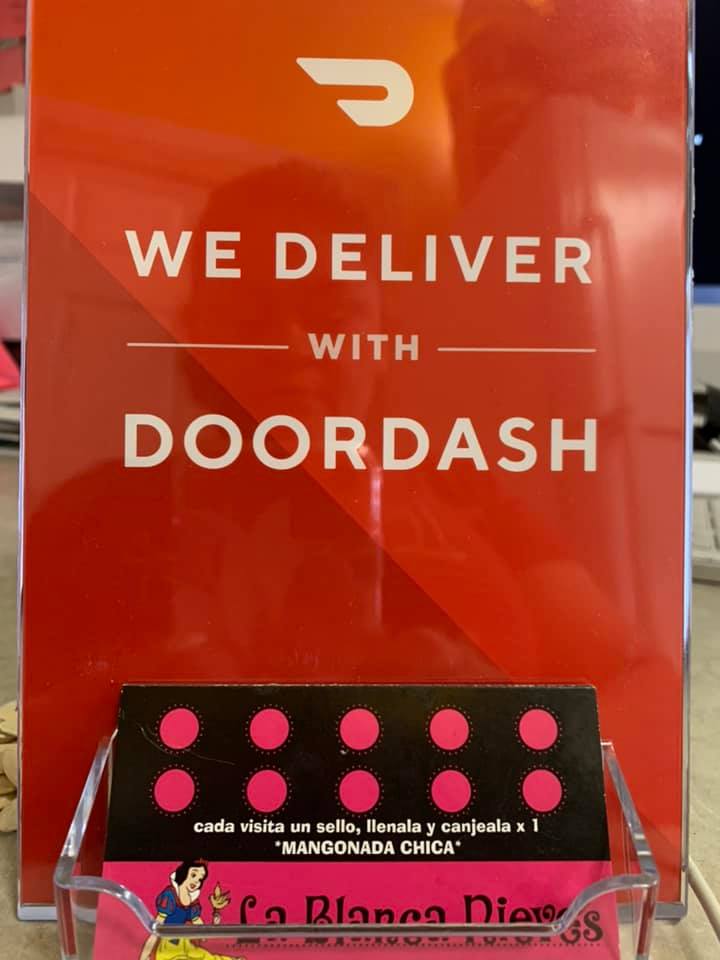 WE DELIVER
WITH
DOORDASH
cada visita un sello, llenala y canjeala x 1
*MANGONADA CHICA*
La Blanca Nieves